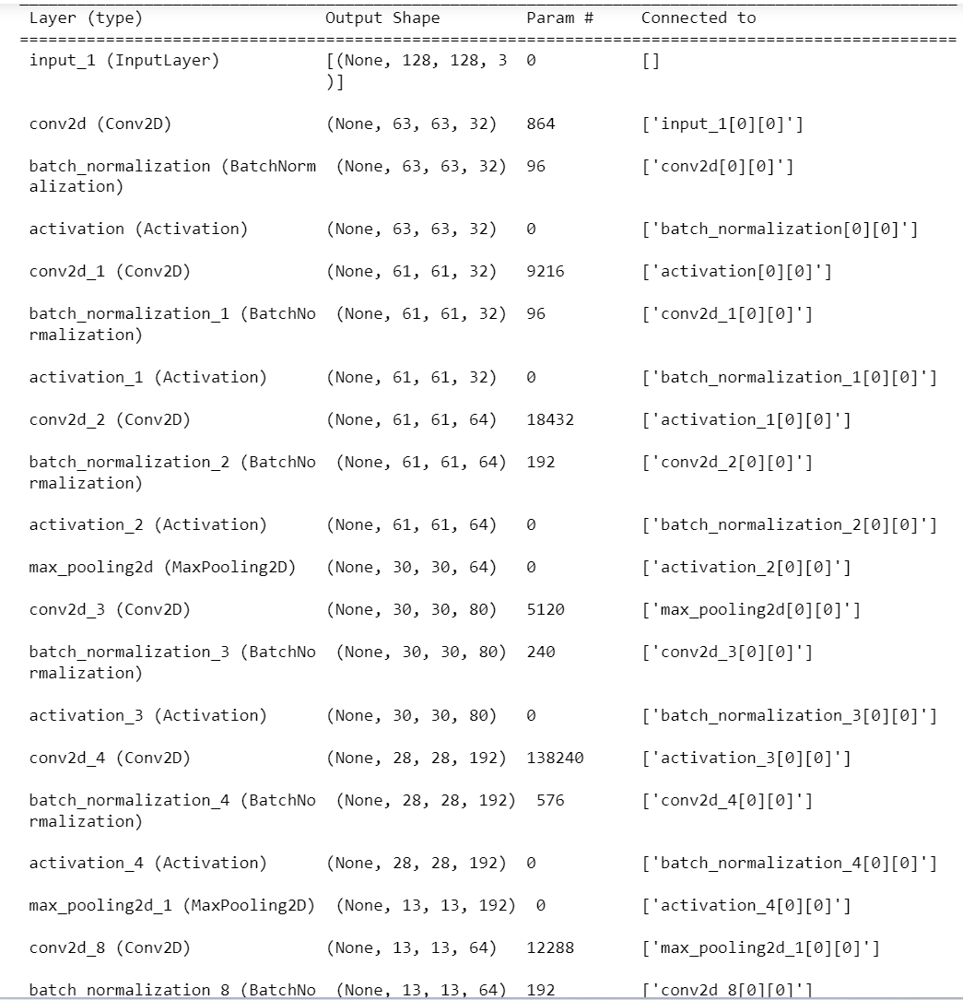 Layer (type) Output Shape Param # Connected to
==================================================================================================
input_1 (InputLayer) [(None, 128, 128, 3 0 []
)]
conv2d (Conv2D) (None, 63, 63, 32) 864 ['input_1[0][0]']
batch_normalization (BatchNorm (None, 63, 63, 32) 96 ['conv2d[0][0]']
alization)
activation (Activation) (None, 63, 63, 32) 0 ['batch_normalization[0][0]']
conv2d_1 (Conv2D) (None, 61, 61, 32) 9216 ['activation[0][0]']
batch_normalization_1 (BatchNo (None, 61, 61, 32) 96 ['conv2d_1[0][0]']
rmalization)
activation_1 (Activation) (None, 61, 61, 32) 0 ['batch_normalization_1[0][0]']
conv2d_2 (Conv2D) (None, 61, 61, 64) 18432 ['activation_1[0][0]']
batch_normalization_2 (BatchNo (None, 61, 61, 64) 192 ['conv2d_2[0][0]']
rmalization)
activation_2 (Activation) (None, 61, 61, 64) 0 ['batch_normalization_2[0][0]']
max_pooling2d (MaxPooling2D) (None, 30, 30, 64) 0 ['activation_2[0][0]']
conv2d_3 (Conv2D) (None, 30, 30, 80) 5120 ['max_pooling2d[0][0]']
batch_normalization_3 (BatchNo (None, 30, 30, 80) 240 ['conv2d_3[0][0]']
rmalization)
activation_3 (Activation) (None, 30, 30, 80) 0 ['batch_normalization_3[0][0]']
conv2d_4 (Conv2D) (None, 28, 28, 192) 138240 ['activation_3[0][0]']
batch_normalization_4 (BatchNo (None, 28, 28, 192) 576 ['conv2d_4[0][0]']
rmalization)
activation_4 (Activation) (None, 28, 28, 192) 0 ['batch_normalization_4[0][0]']
max_pooling2d_1 (MaxPooling2D) (None, 13, 13, 192) 0 ['activation_4[0][0]']
conv2d_8 (Conv2D) (None, 13, 13, 64) 12288 ['max_pooling2d_1[0][0]']
batch_normalization_8 (BatchNo (None, 13, 13, 64) 192 ['conv2d_8[0][0]']